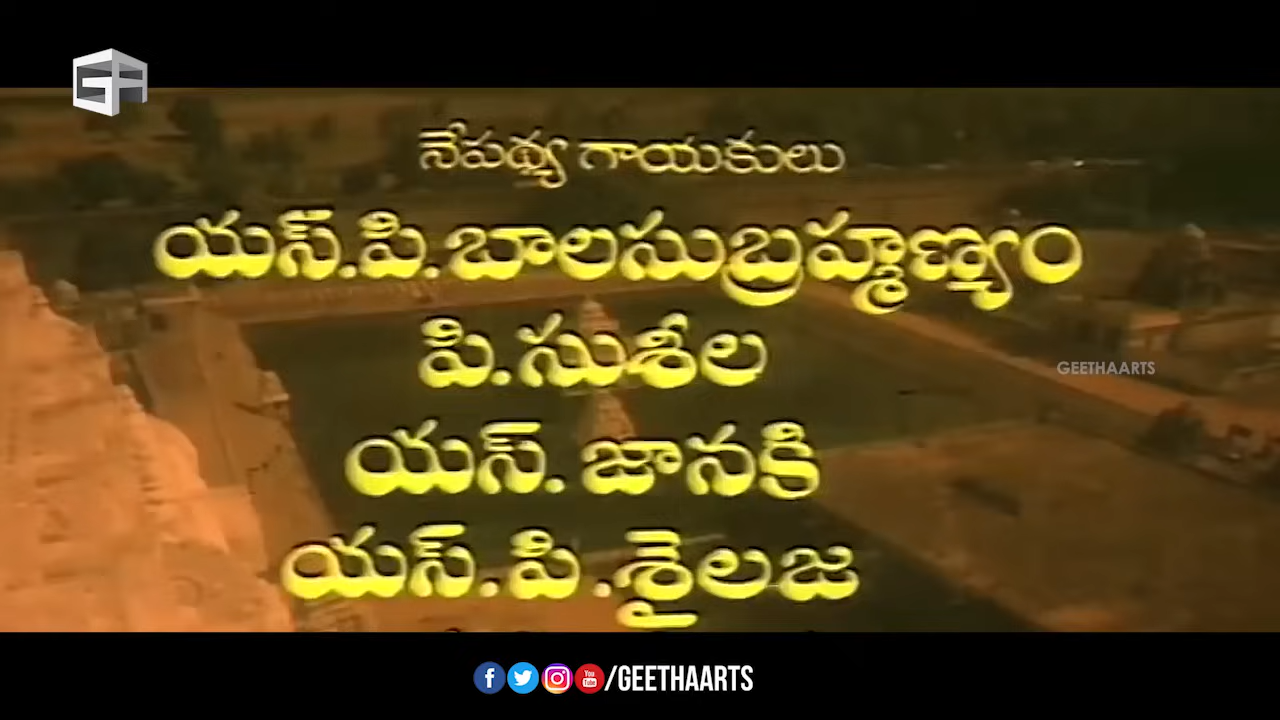 నేపథ్య గాయకులు
యస్.పి.బాలసుబ్రహ్మణ్యం
పి.సుశీల
GEETHAARTS
యస్. జానకి
యస్.పి.శైలజ
/GEETHAARTS